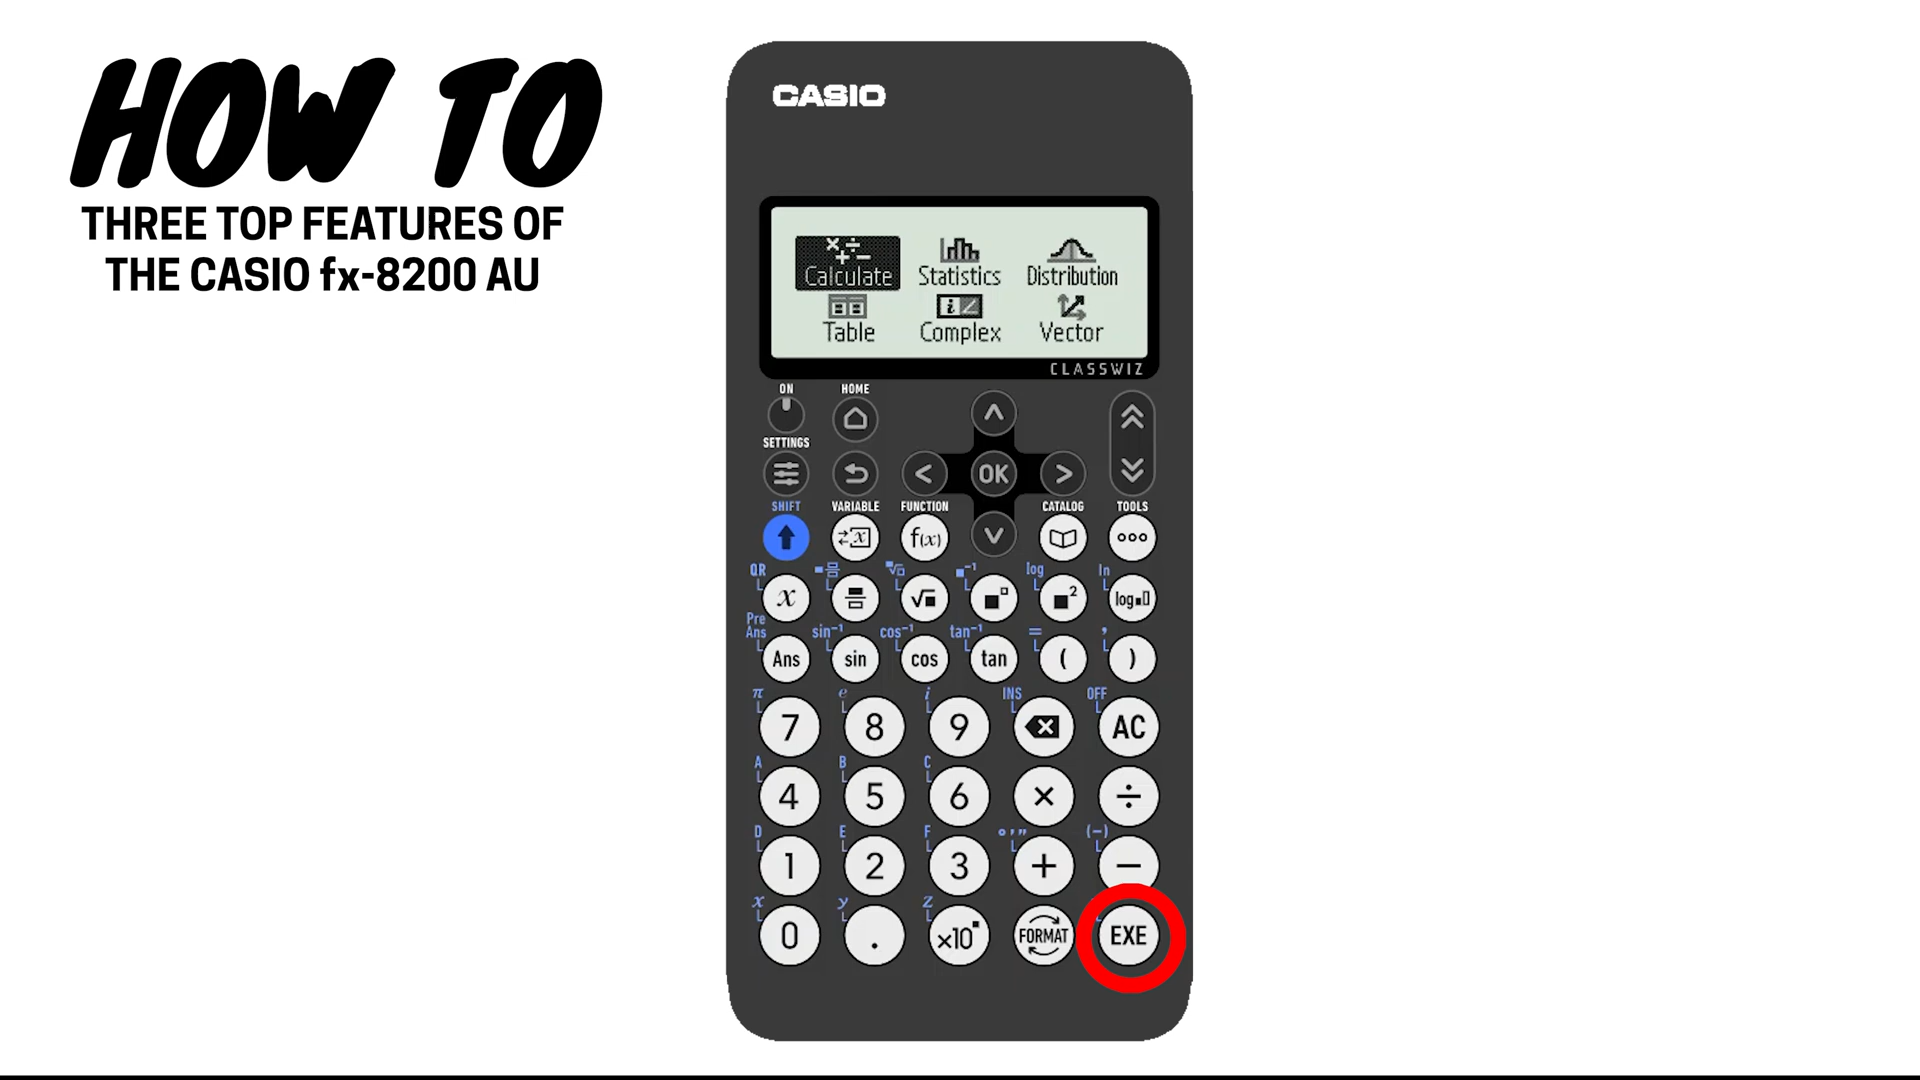 HOW TO
THREE TOP FEATURES OF
THE CASIO fx-8200 AU
CASIO
×÷+−
Calculate Statistics Distribution
i∠
Table Complex Vector
CLASSWIZ
ON HOME
SETTINGS
< OK >
SHIFT VARIABLE FUNCTION CATALOG TOOLS
x f(x)
QR √ ■⁻¹ log ln
x √■ ■▫ ■² log■▯
Pre
Ans sin⁻¹ cos⁻¹ tan⁻¹ = ,
Ans sin cos tan ( )
π e i INS OFF
7 8 9 AC
A B C
4 5 6 × ÷
D E F ° ′ ″ (−)
1 2 3 + −
x y z
0 . ×10■ FORMAT EXE